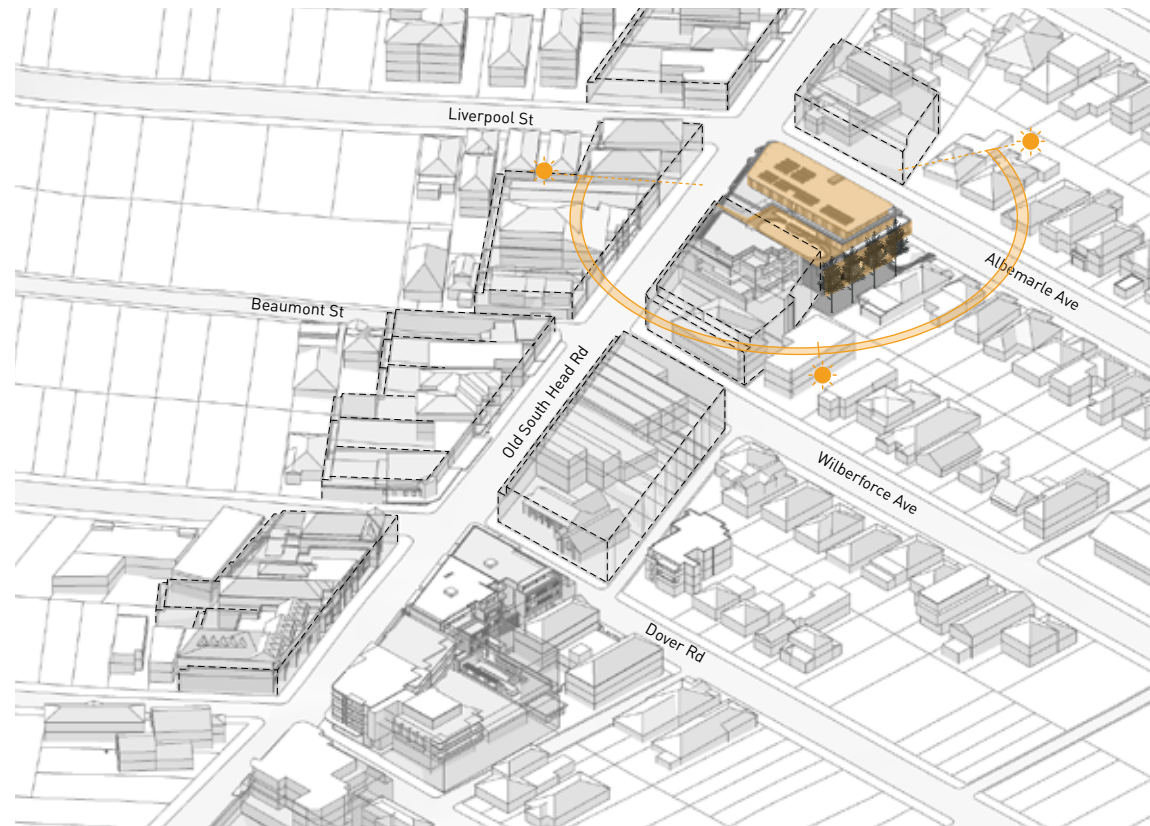 Liverpool St
Albemarle Ave
Beaumont St
Old South Head Rd
Wilberforce Ave
Dover Rd